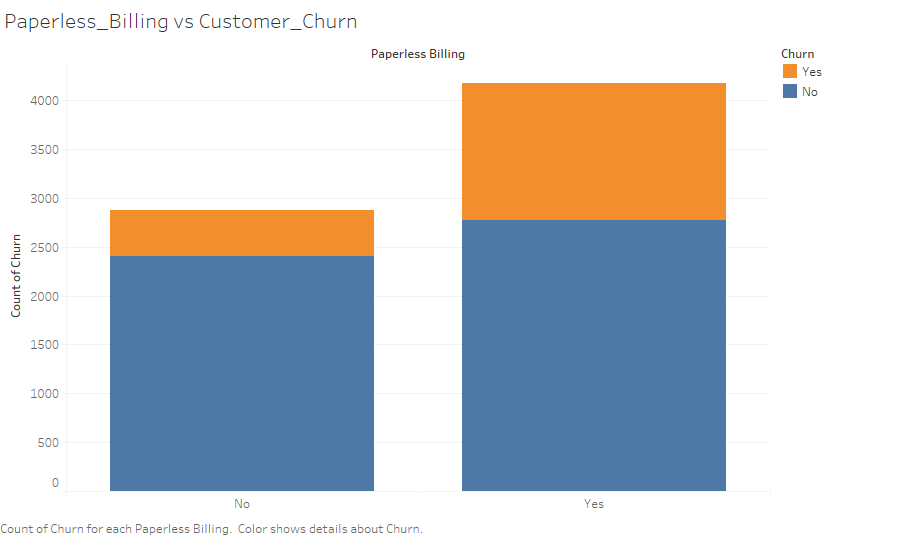 Paperless_Billing vs Customer_Churn
Paperless Billing
Churn
Yes
No
4000
3500
3000
2500
2000
1500
1000
500
0
Count of Churn
No
Yes
Count of Churn for each Paperless Billing.  Color shows details about Churn.